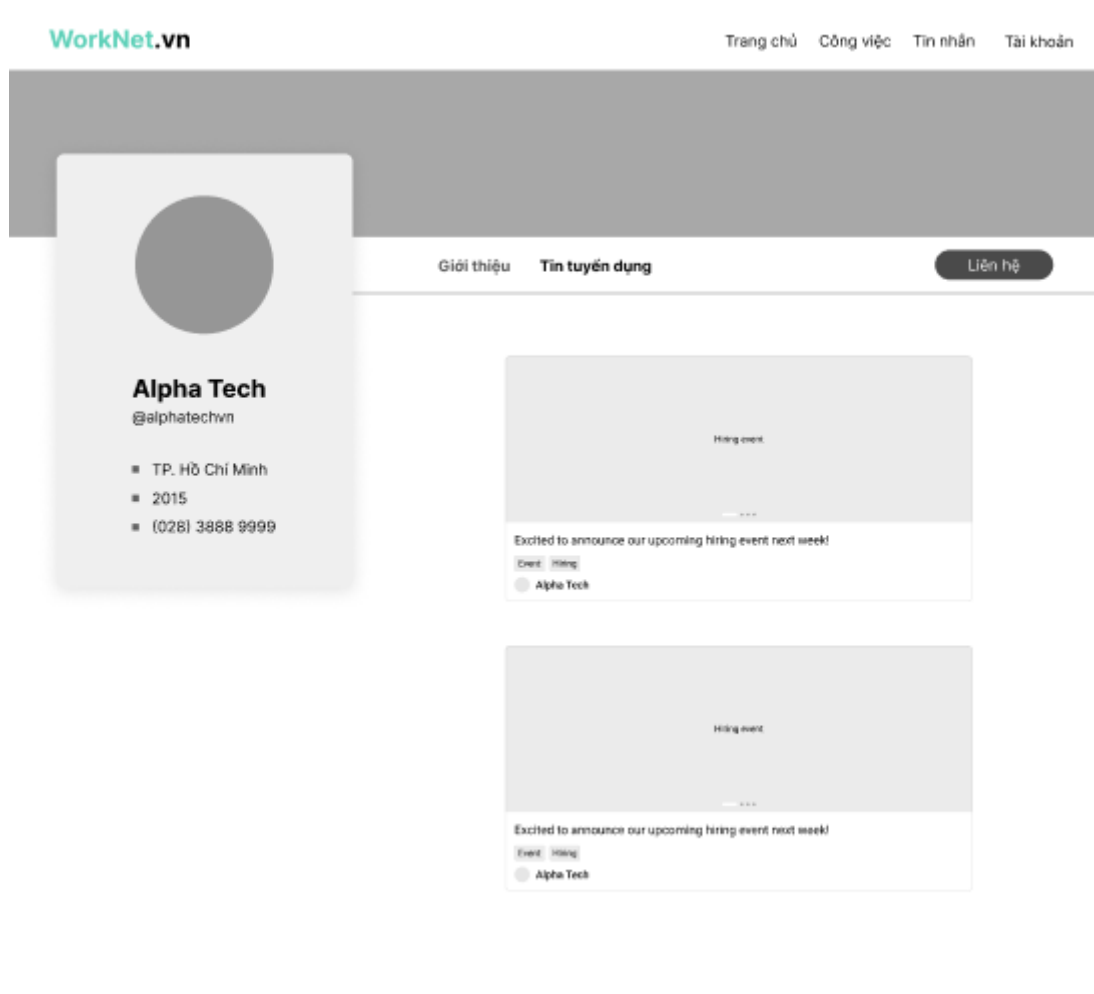 WorkNet.vn
Trang chủ Công việc Tin nhắn Tài khoản
Giới thiệu Tin tuyển dụng Liên hệ
Alpha Tech
@alphatechvn
TP. Hồ Chí Minh
2015
(028) 3888 9999
Hiring event
Excited to announce our upcoming hiring event next week!
Event Hiring
Alpha Tech
Hiring event
Excited to announce our upcoming hiring event next week!
Event Hiring
Alpha Tech